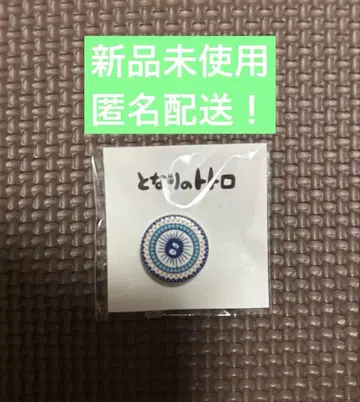 新品未使用
匿名配送！
となりのトトロ